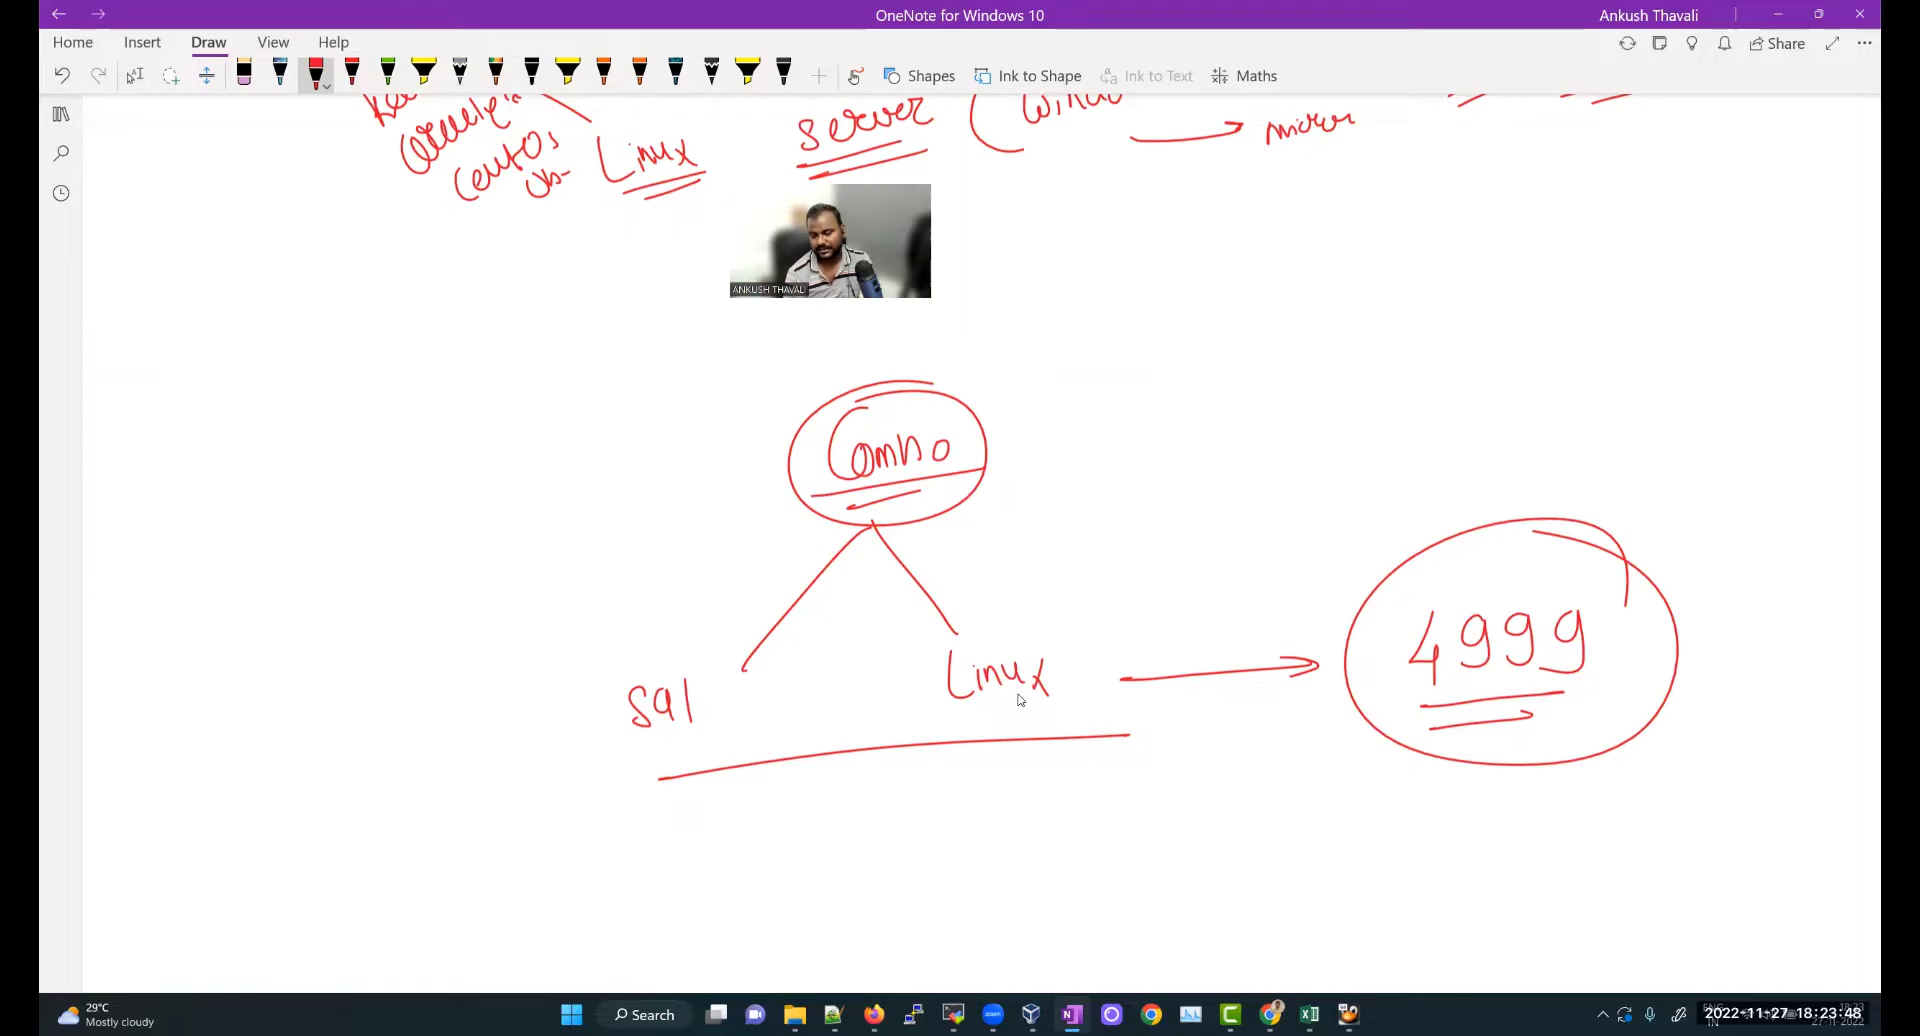 OneNote for Windows 10
Ankush Thavali
Home Insert Draw View Help
Share
Shapes Ink to Shape Ink to Text Maths
server
micror
CentOs
Linux
ANKUSH THAVALI
Combo
4999
Linux
Sql
29°C
Mostly cloudy
Search
2022-11-27 18:23:48